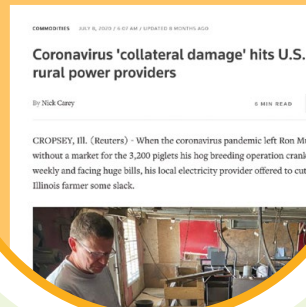 COMMODITIES JULY 8, 2020 / 6:07 AM / UPDATED 9 MONTHS AGO
Coronavirus 'collateral damage' hits U.S.
rural power providers
By Nick Carey 6 MIN READ
CROPSEY, Ill. (Reuters) - When the coronavirus pandemic left Ron
without a market for the 3,200 piglets his hog breeding operation
weekly and facing huge bills, his local electricity provider offered to cut
Illinois farmer some slack.